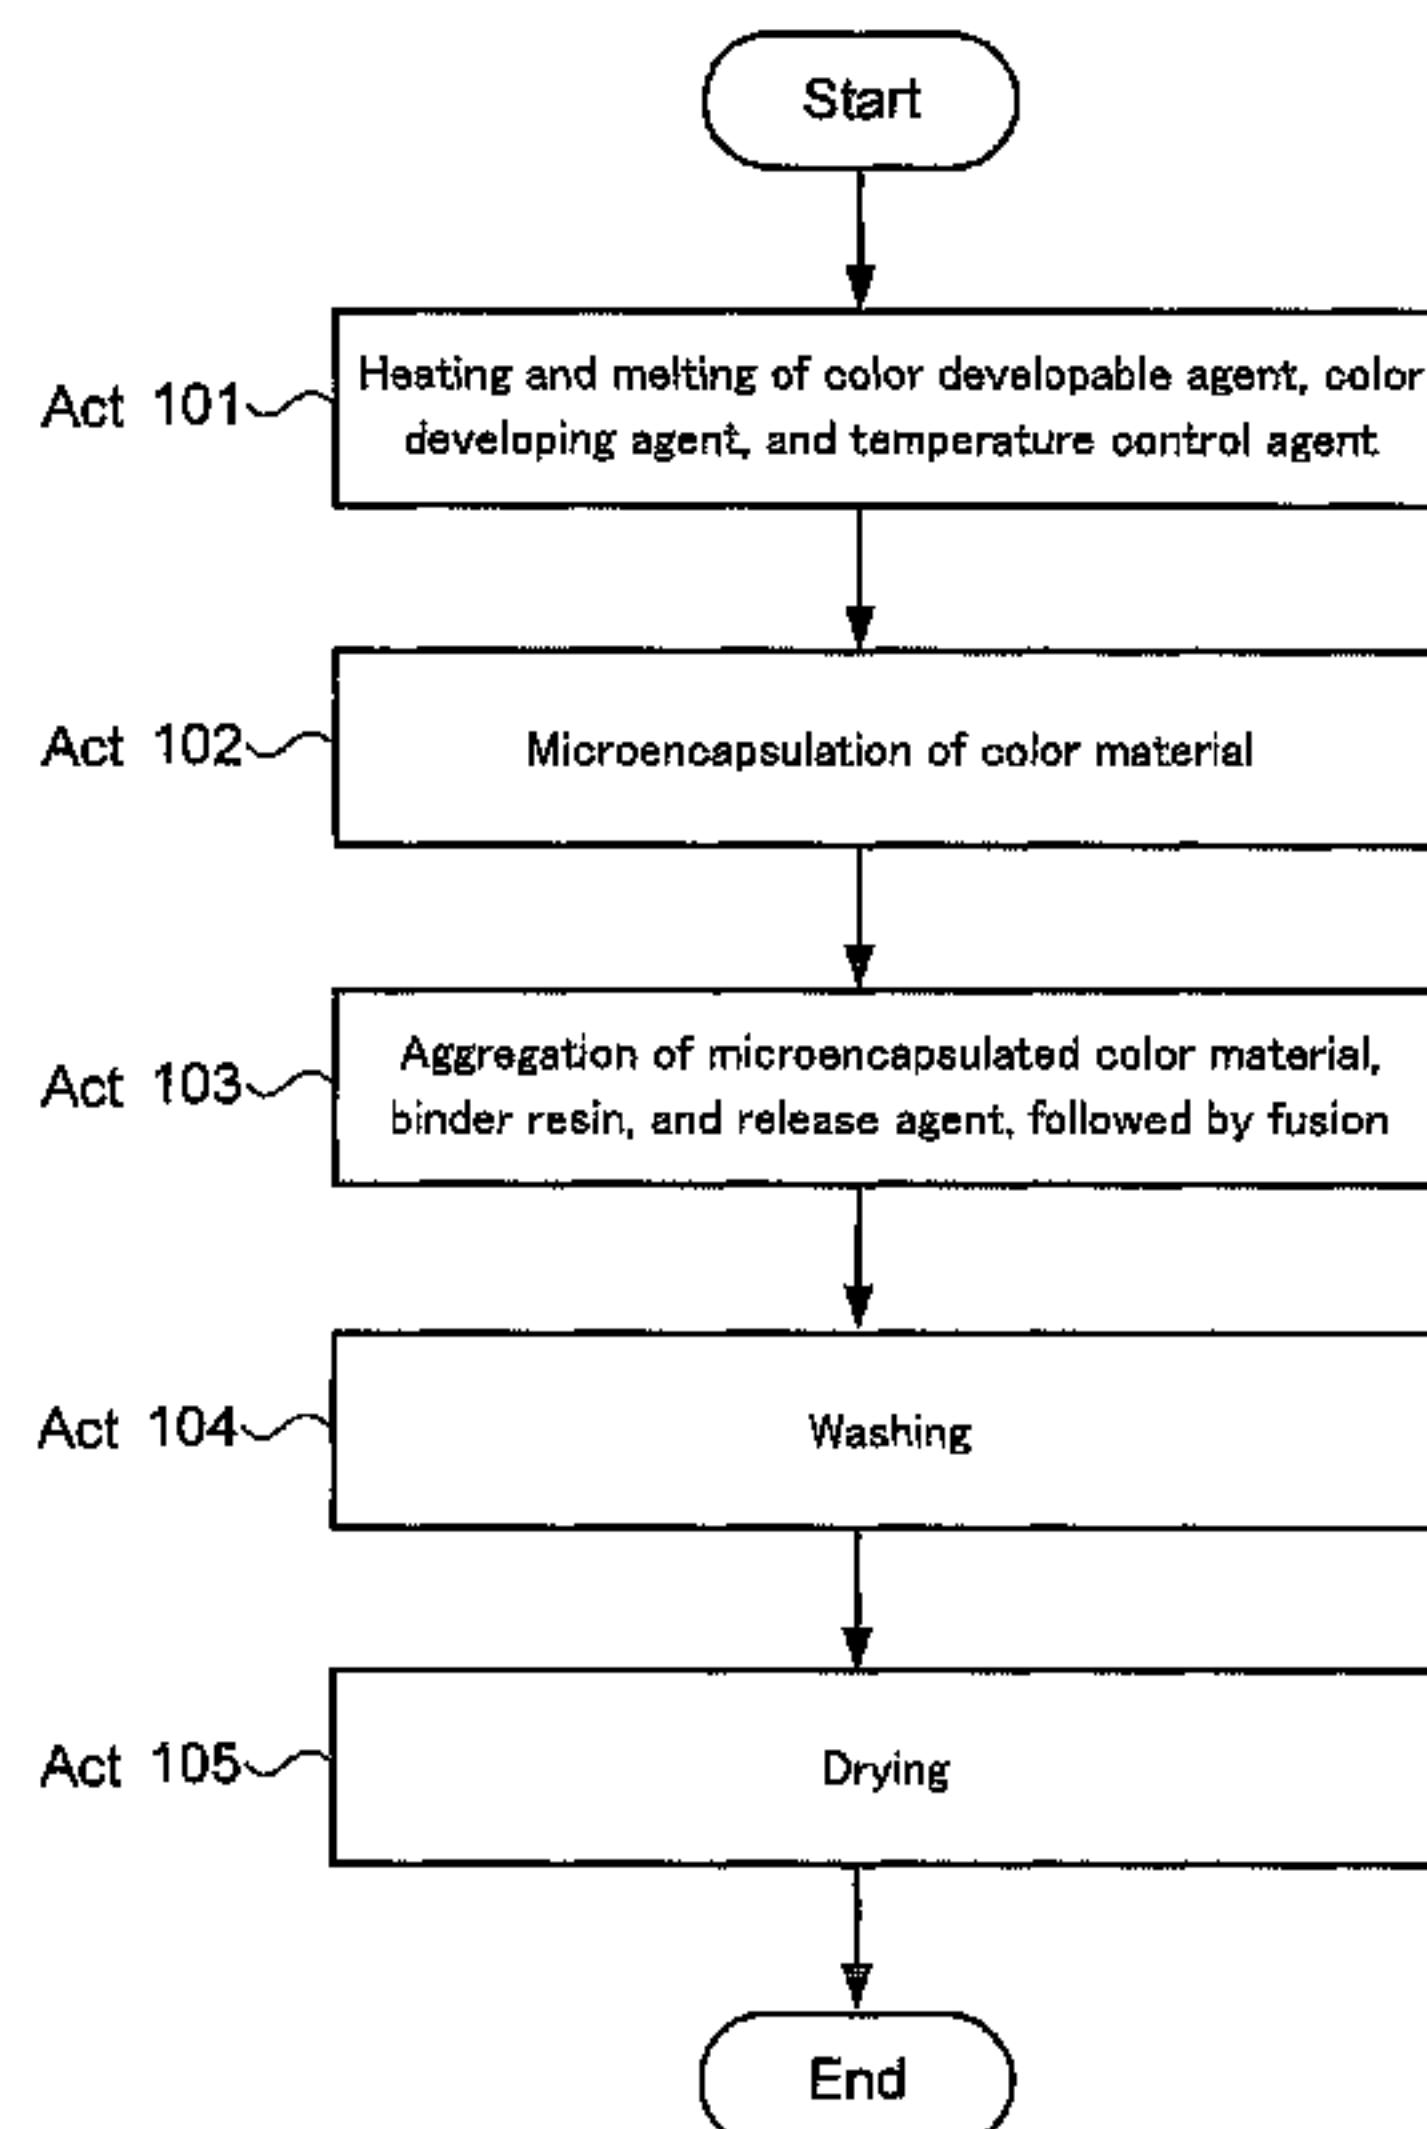 Start
Act 101
Heating and melting of color developable agent, color
developing agent, and temperature control agent
Act 102
Microencapsulation of color material
Act 103
Aggregation of microencapsulated color material,
binder resin, and release agent, followed by fusion
Act 104
Washing
Act 105
Drying
End